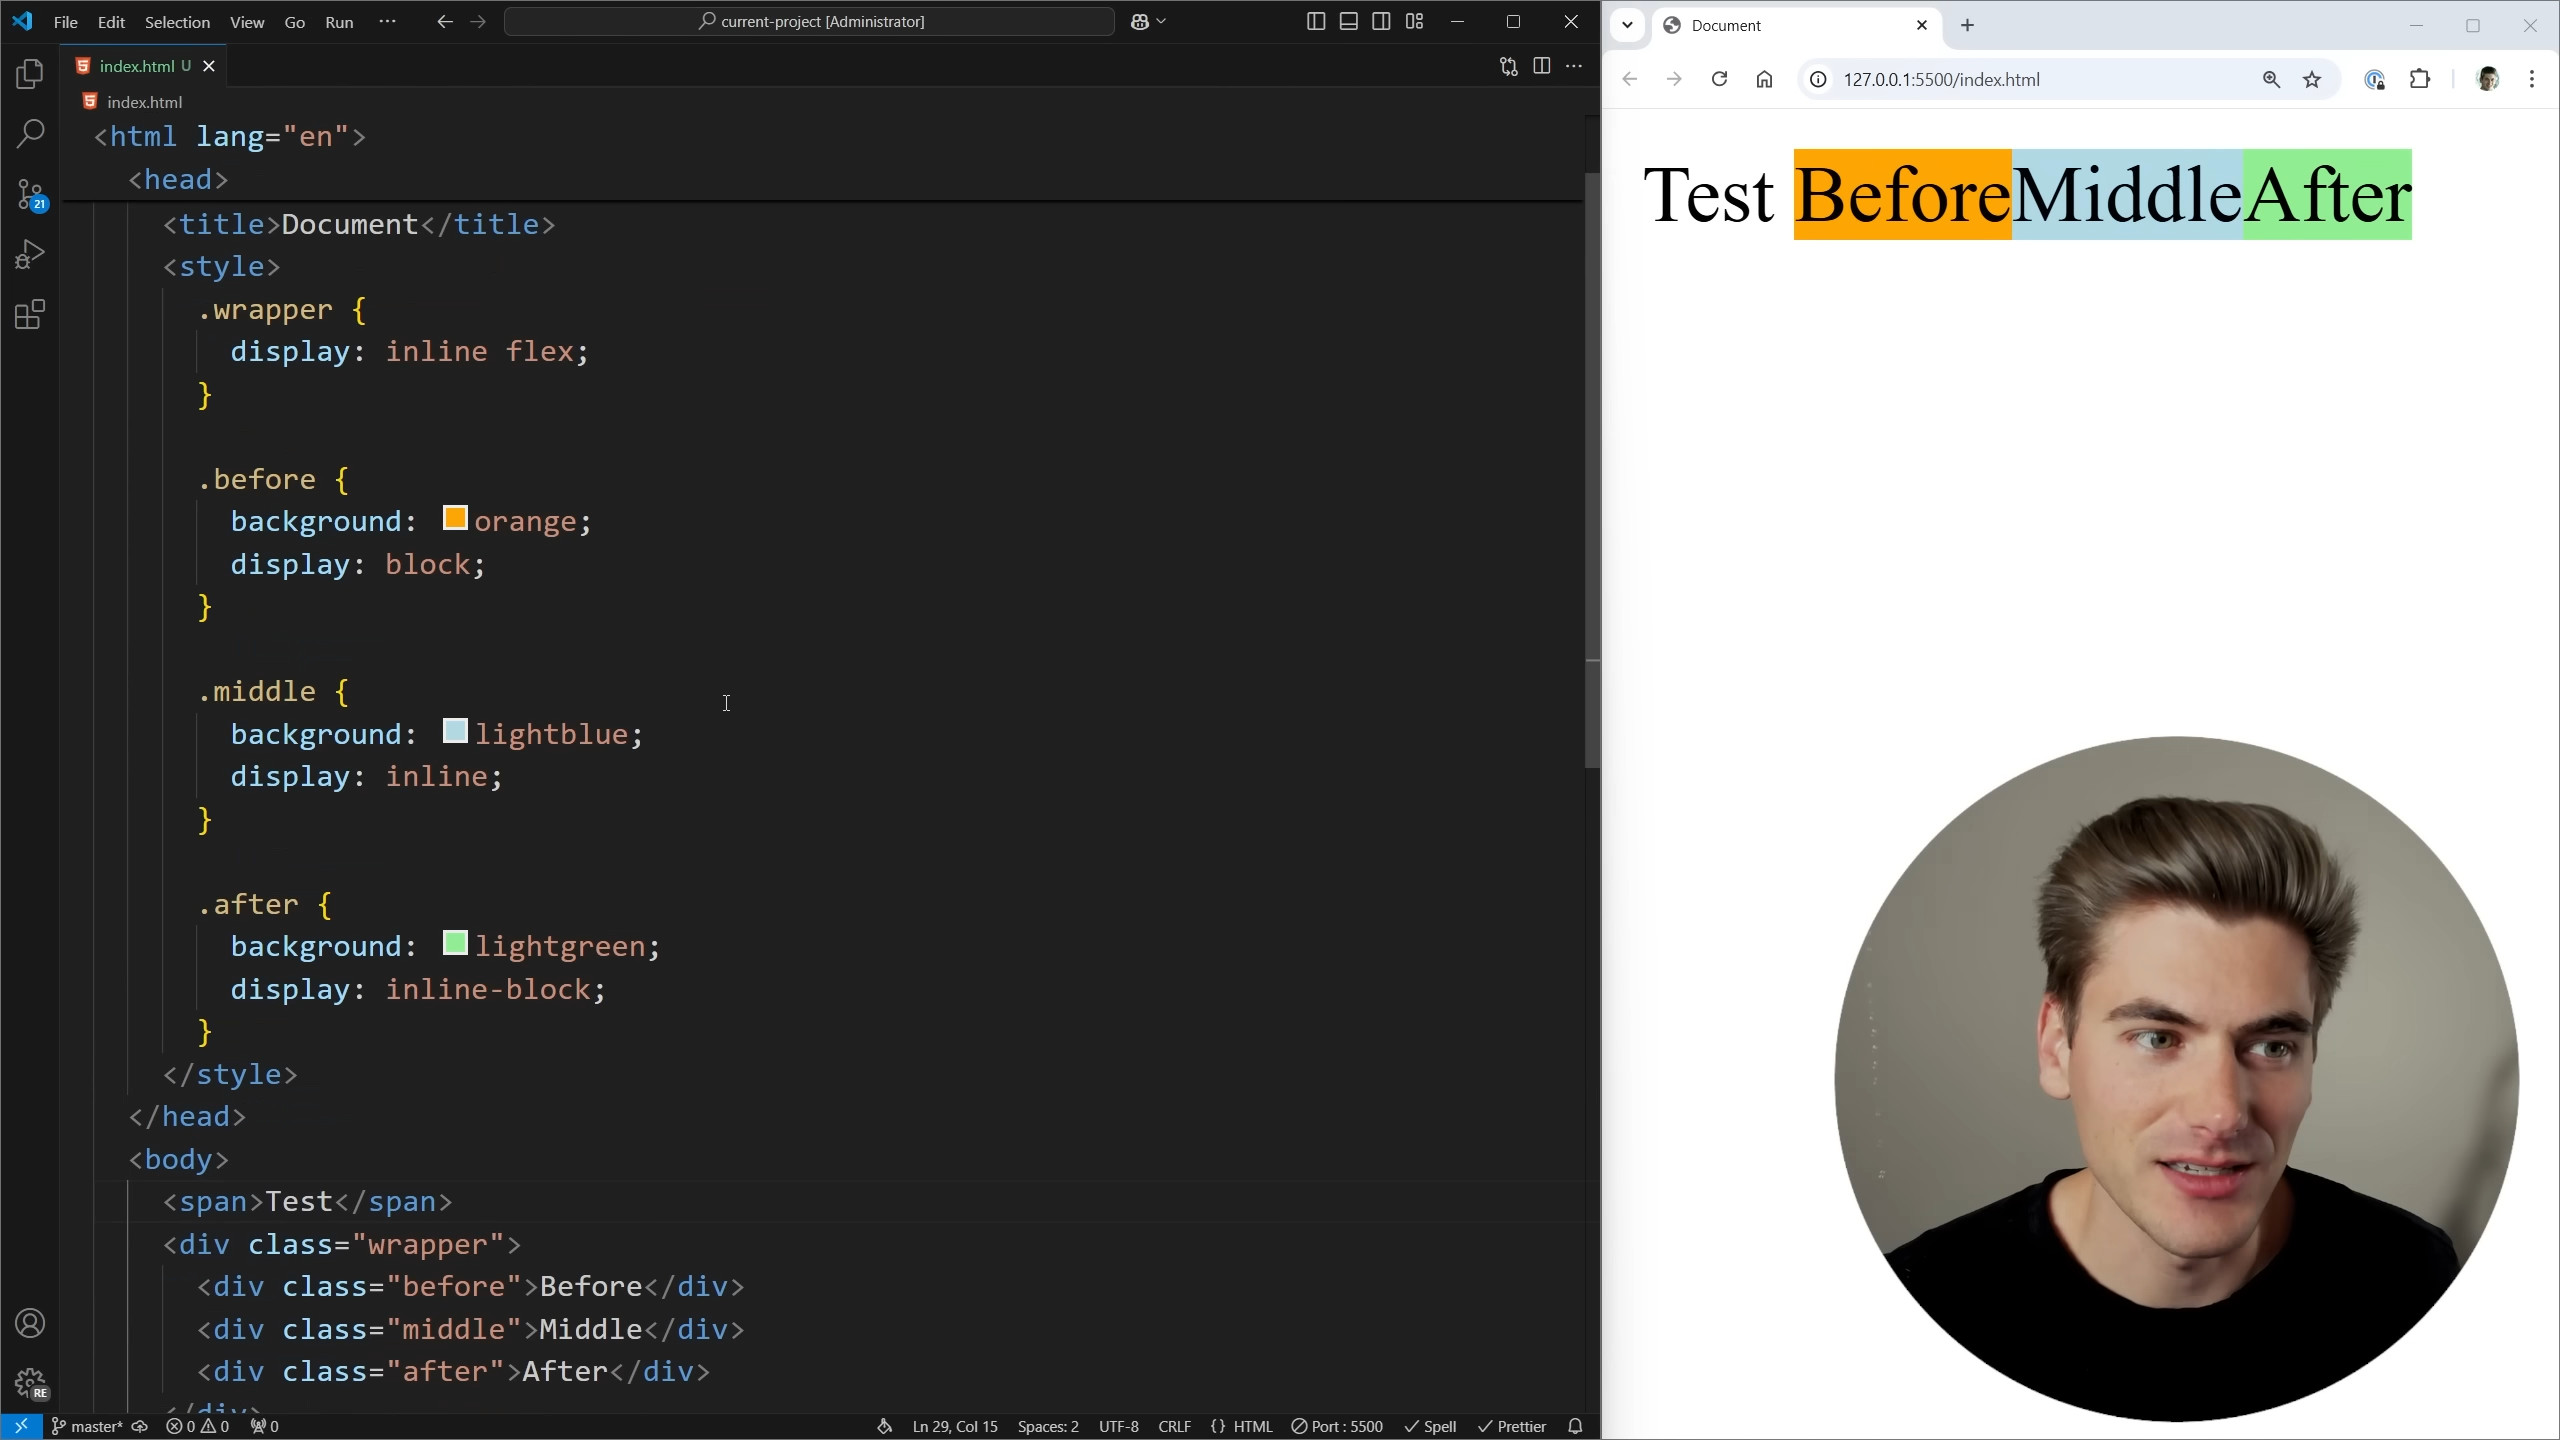 File Edit Selection View Go Run ··· current-project [Administrator]
index.html U
index.html
<html lang="en">
<head>
<title>Document</title>
<style>
.wrapper {
display: inline flex;
}
.before {
background: orange;
display: block;
}
.middle {
background: lightblue;
display: inline;
}
.after {
background: lightgreen;
display: inline-block;
}
</style>
</head>
<body>
<span>Test</span>
<div class="wrapper">
<div class="before">Before</div>
<div class="middle">Middle</div>
<div class="after">After</div>
</div>
21
RE
master* 0 0 0 Ln 29, Col 15 Spaces: 2 UTF-8 CRLF {} HTML Port : 5500 Spell Prettier
Document
127.0.0.1:5500/index.html
Test BeforeMiddleAfter